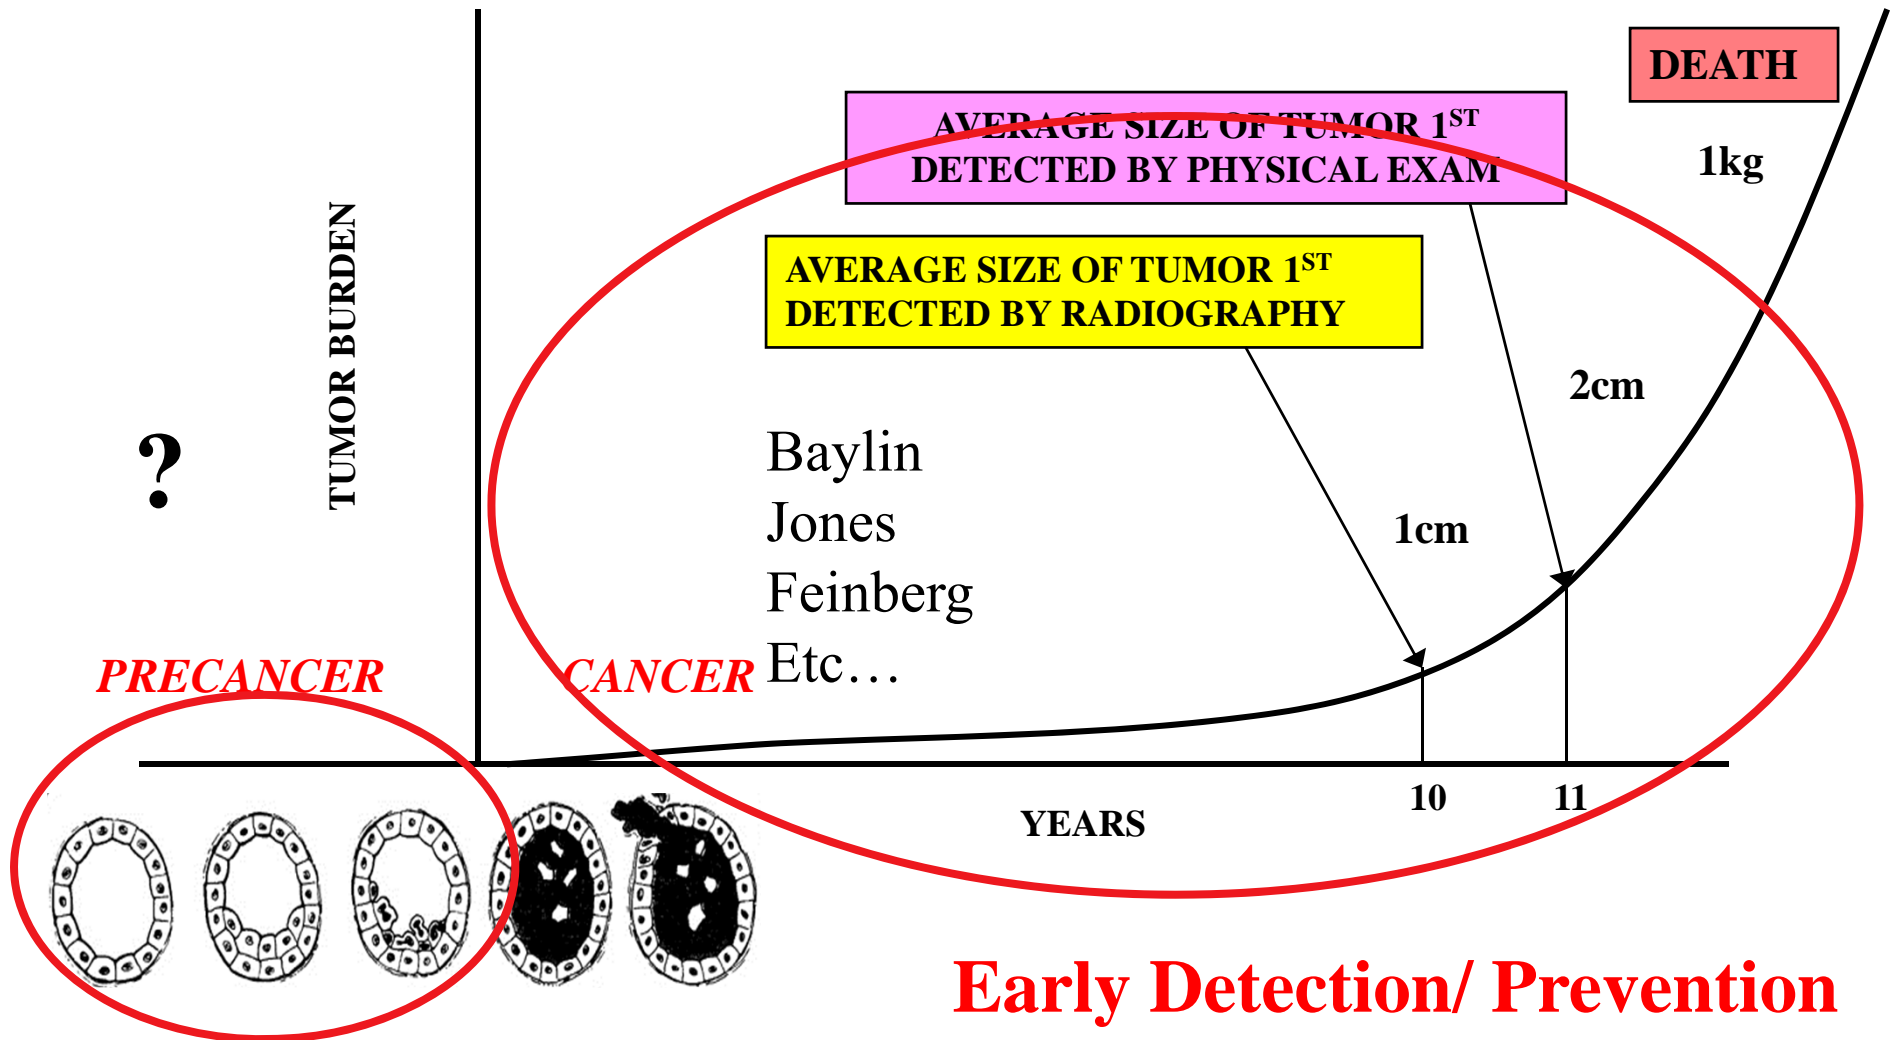 DEATH
AVERAGE SIZE OF TUMOR 1ST
DETECTED BY PHYSICAL EXAM
1kg
AVERAGE SIZE OF TUMOR 1ST
DETECTED BY RADIOGRAPHY
TUMOR BURDEN
2cm
?
Baylin
Jones
Feinberg
Etc…
1cm
PRECANCER
CANCER
10
11
YEARS
Early Detection/ Prevention